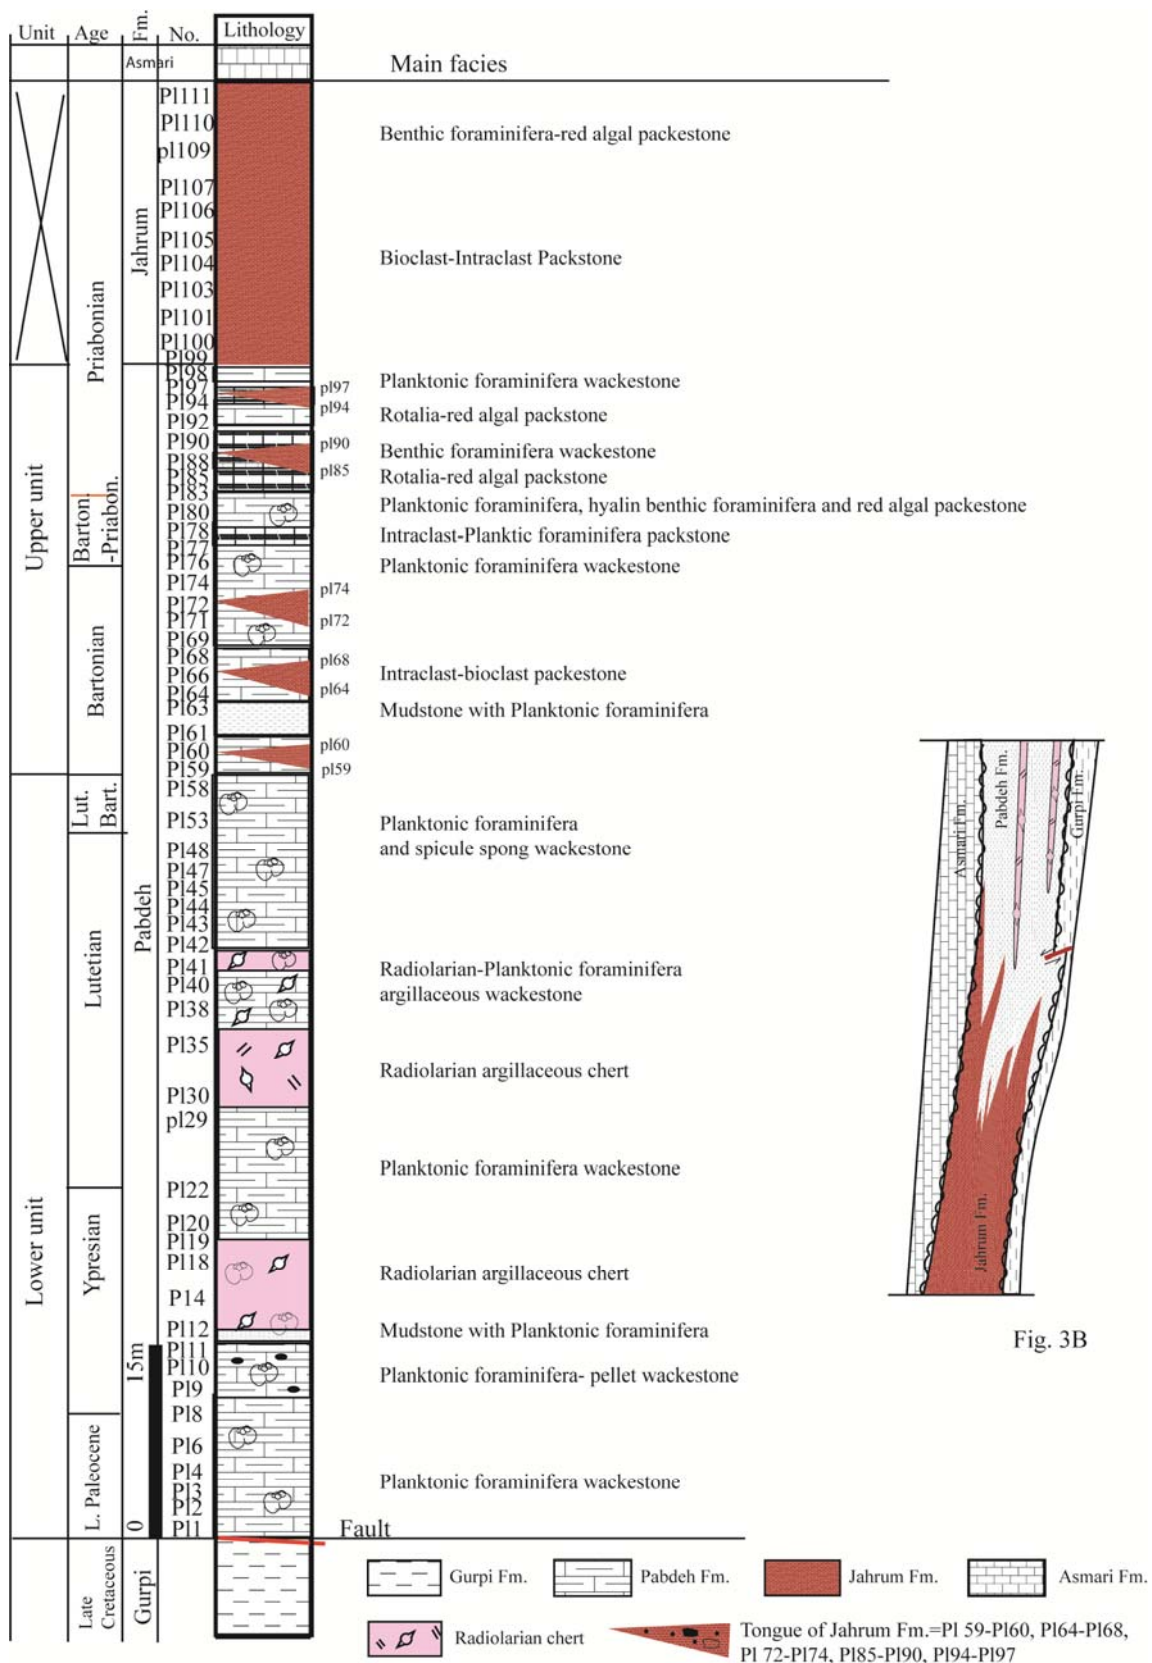 Unit Age Fm. No. Lithology
Asmari
Main facies
Pl111
Pl110
pl109
Pl107
Pl106
Pl105
Pl104
Pl103
Pl101
Pl100
Pl99
Pl98
Pl97
Pl94
Pl92
Pl90
Pl88
Pl85
Pl83
Pl80
Pl78
Pl77
Pl76
Pl74
Pl72
Pl71
Pl69
Pl68
Pl66
Pl64
Pl63
Pl61
Pl60
Pl59
Pl58
Pl53
Pl48
Pl47
Pl45
Pl44
Pl43
Pl42
Pl41
Pl40
Pl38
Pl35
Pl30
pl29
Pl22
Pl20
Pl19
Pl18
P14
Pl12
Pl11
Pl10
Pl9
Pl8
Pl6
Pl4
Pl3
Pl2
Pl1
Upper unit
Lower unit
Priabonian
Barton.
-Priabon.
Bartonian
Lut.
Bart.
Lutetian
Ypresian
L. Paleocene
Late
Cretaceous
Jahrum
Pabdeh
Gurpi
15m
0
pl97
pl94
pl90
pl85
pl74
pl72
pl68
pl64
pl60
pl59
Benthic foraminifera-red algal packestone
Bioclast-Intraclast Packstone
Planktonic foraminifera wackestone
Rotalia-red algal packstone
Benthic foraminifera wackestone
Rotalia-red algal packstone
Planktonic foraminifera, hyalin benthic foraminifera and red algal packestone
Intraclast-Planktic foraminifera packstone
Planktonic foraminifera wackestone
Intraclast-bioclast packestone
Mudstone with Planktonic foraminifera
Planktonic foraminifera
and spicule spong wackestone
Radiolarian-Planktonic foraminifera
argillaceous wackestone
Radiolarian argillaceous chert
Planktonic foraminifera wackestone
Radiolarian argillaceous chert
Mudstone with Planktonic foraminifera
Planktonic foraminifera- pellet wackestone
Planktonic foraminifera wackestone
Fault
Asmari Fm.
Pabdeh Fm.
Gurpi Fm.
Jahrum Fm.
Fig. 3B
Gurpi Fm.
Pabdeh Fm.
Jahrum Fm.
Asmari Fm.
Radiolarian chert
Tongue of Jahrum Fm.=Pl 59-Pl60, Pl64-Pl68,
Pl 72-Pl74, Pl85-Pl90, Pl94-Pl97